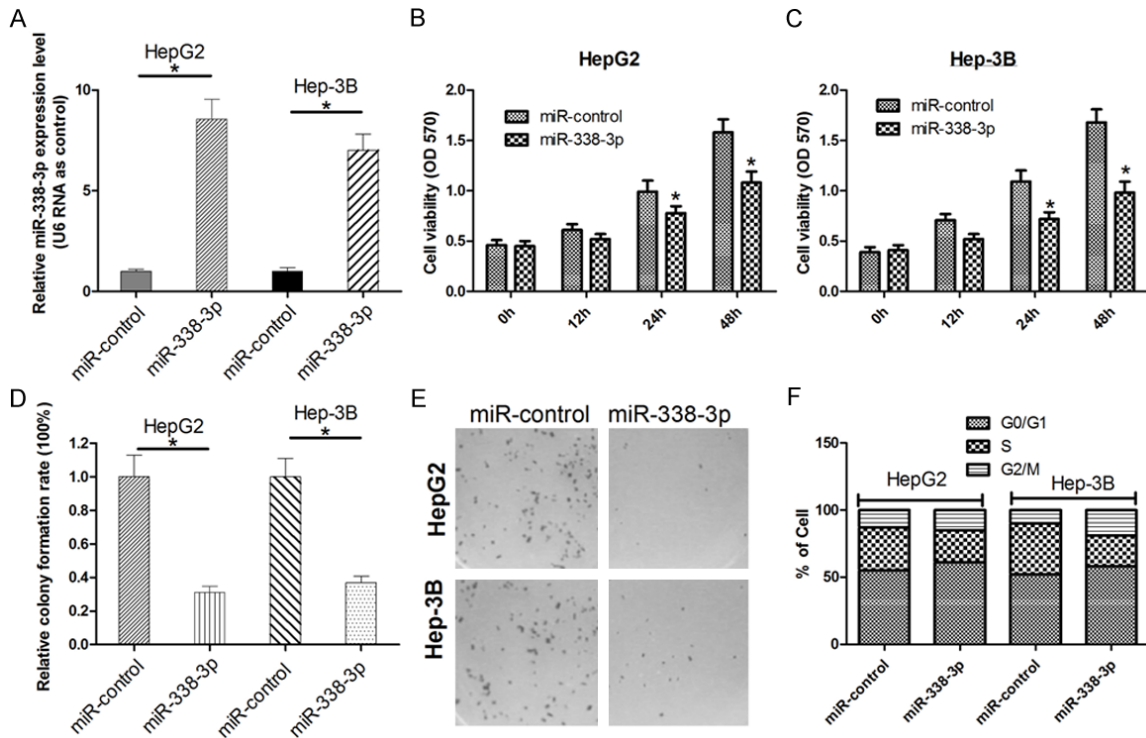 A
HepG2
*
Hep-3B
*
Relative miR-338-3p expression level
(U6 RNA as control)
10
5
0
miR-control
miR-338-3p
miR-control
miR-338-3p
B
HepG2
miR-control
miR-338-3p
Cell viability (OD 570)
2.0
1.5
1.0
0.5
0.0
*
*
0h
12h
24h
48h
C
Hep-3B
miR-control
miR-338-3p
Cell viability (OD 570)
2.0
1.5
1.0
0.5
0.0
*
*
0h
12h
24h
48h
D
HepG2
*
Hep-3B
*
Relative colony formation rate (100%)
1.2
1.0
0.8
0.6
0.4
0.2
0.0
miR-control
miR-338-3p
miR-control
miR-338-3p
E
miR-control miR-338-3p
HepG2
Hep-3B
F
G0/G1
S
G2/M
HepG2
Hep-3B
% of Cell
150
100
50
0
miR-control
miR-338-3p
miR-control
miR-338-3p